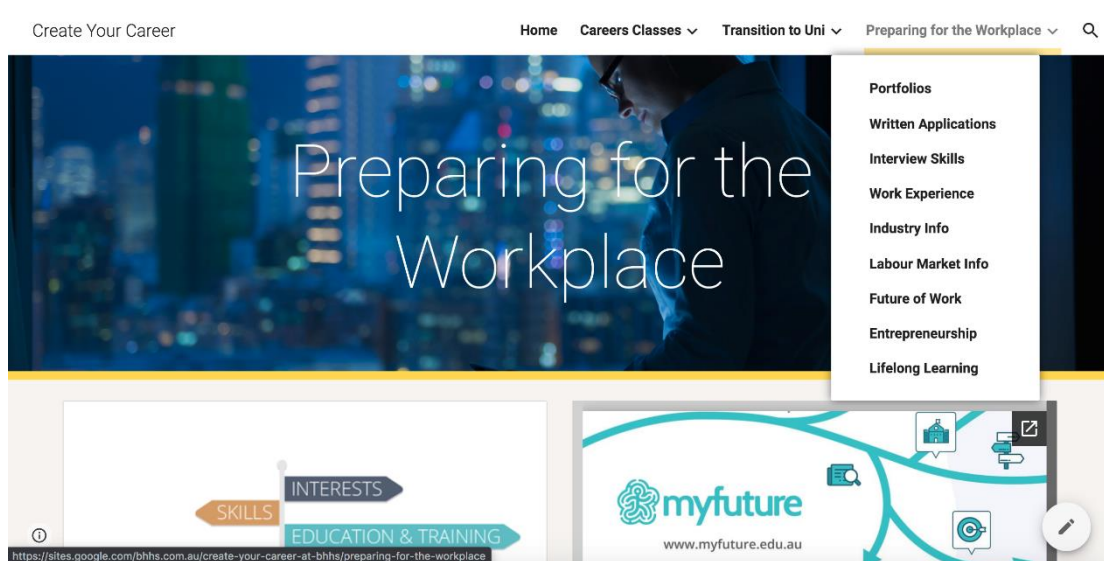 Create Your Career
Home Careers Classes Transition to Uni Preparing for the Workplace
Portfolios
Written Applications
Interview Skills
Work Experience
Industry Info
Labour Market Info
Future of Work
Entrepreneurship
Lifelong Learning
Preparing for the
Workplace
INTERESTS
SKILLS
EDUCATION & TRAINING
myfuture
www.myfuture.edu.au
https://sites.google.com/bhhs.com.au/create-your-career-at-bhhs/preparing-for-the-workplace